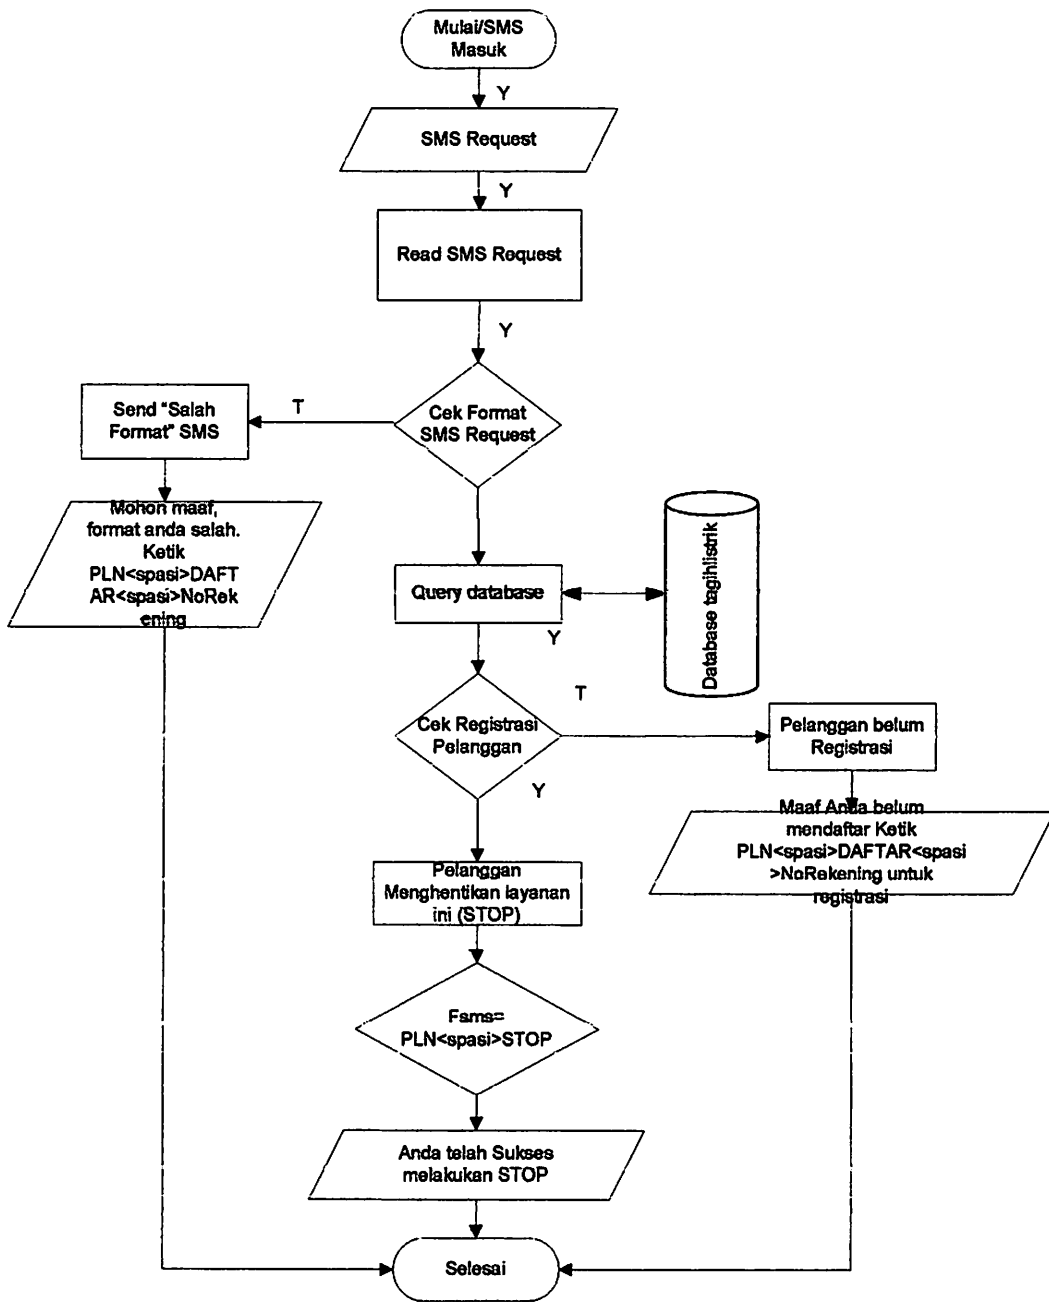 Mulai/SMS
Masuk
Y
SMS Request
Y
Read SMS Request
Y
Cek Format
SMS Request
T
Send “Salah
Format” SMS
Mohon maaf,
format anda salah.
Ketik
PLN<spasi>DAFT
AR<spasi>NoRek
ening
Query database
Database tagihlistrik
Y
Cek Registrasi
Pelanggan
T
Pelanggan belum
Registrasi
Maaf Anda belum
mendaftar Ketik
PLN<spasi>DAFTAR<spasi
>NoRekening untuk
registrasi
Y
Pelanggan
Menghentikan layanan
ini (STOP)
Fsms=
PLN<spasi>STOP
Anda telah Sukses
melakukan STOP
Selesai